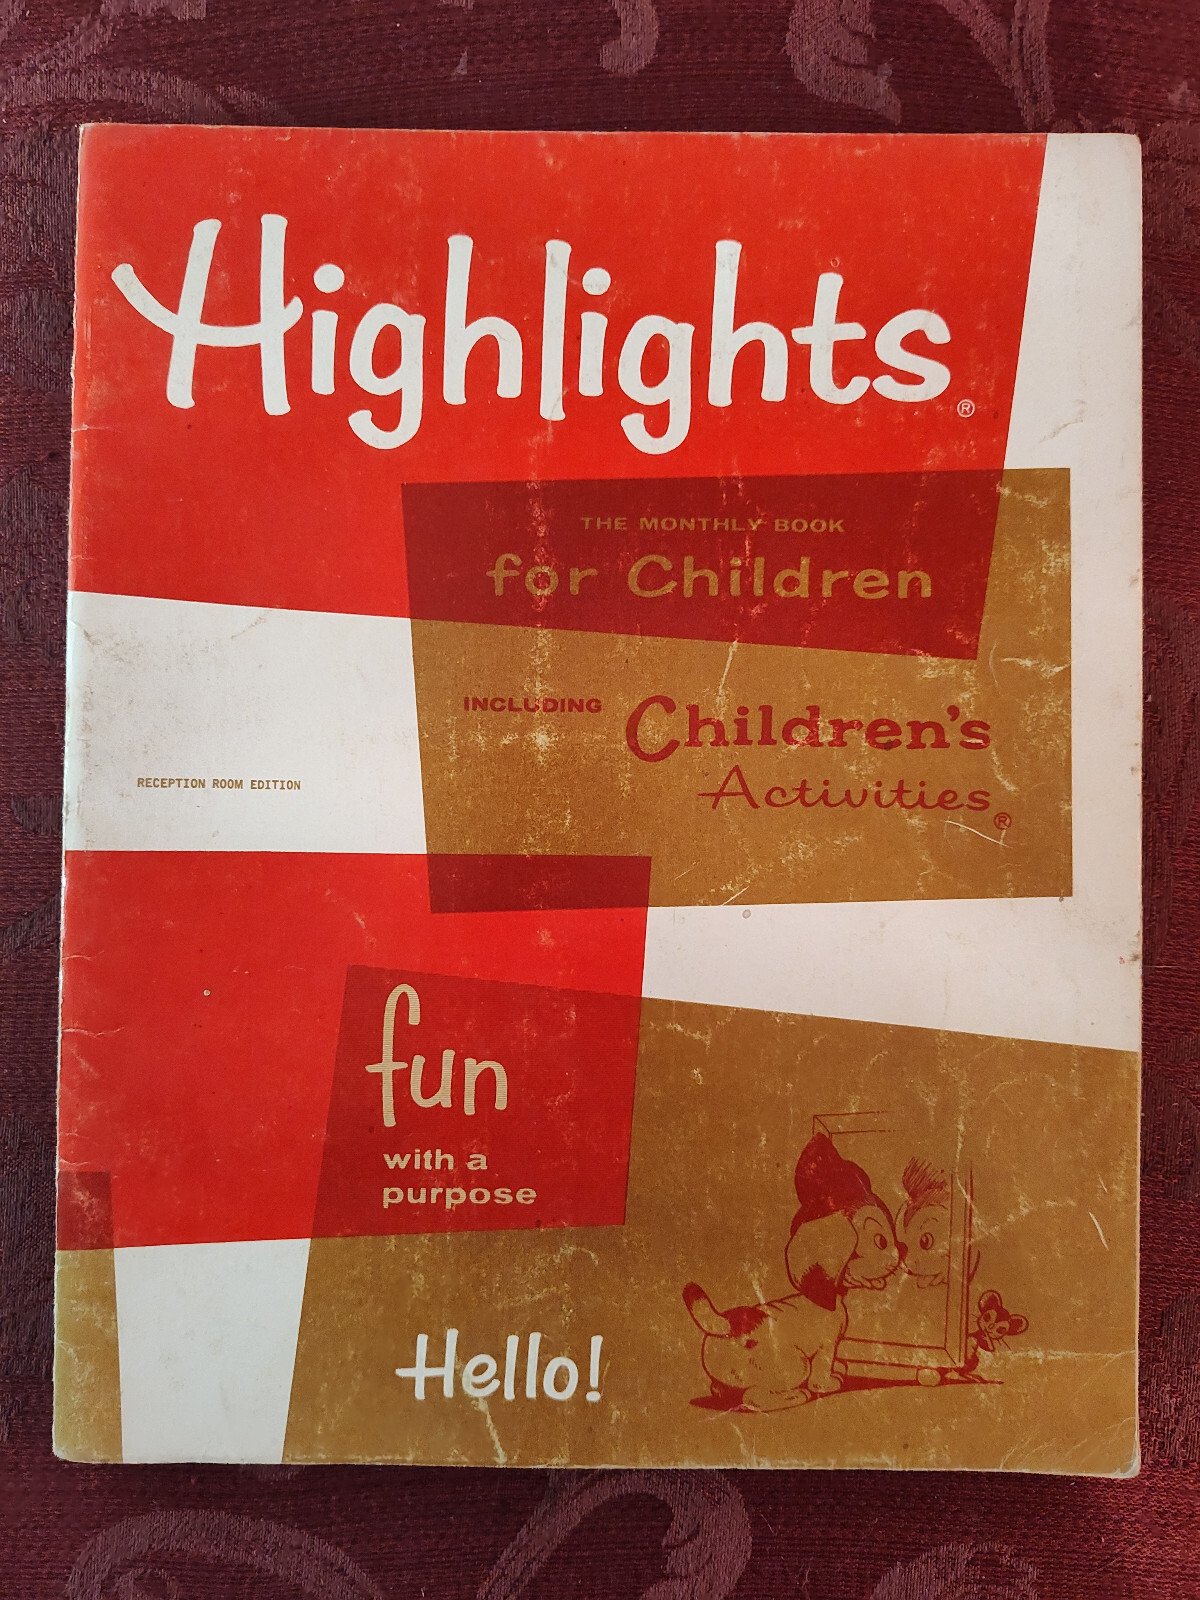 Highlights®
THE MONTHLY BOOK
for Children
INCLUDING Children's
Activities®
RECEPTION ROOM EDITION
fun
with a
purpose
Hello!